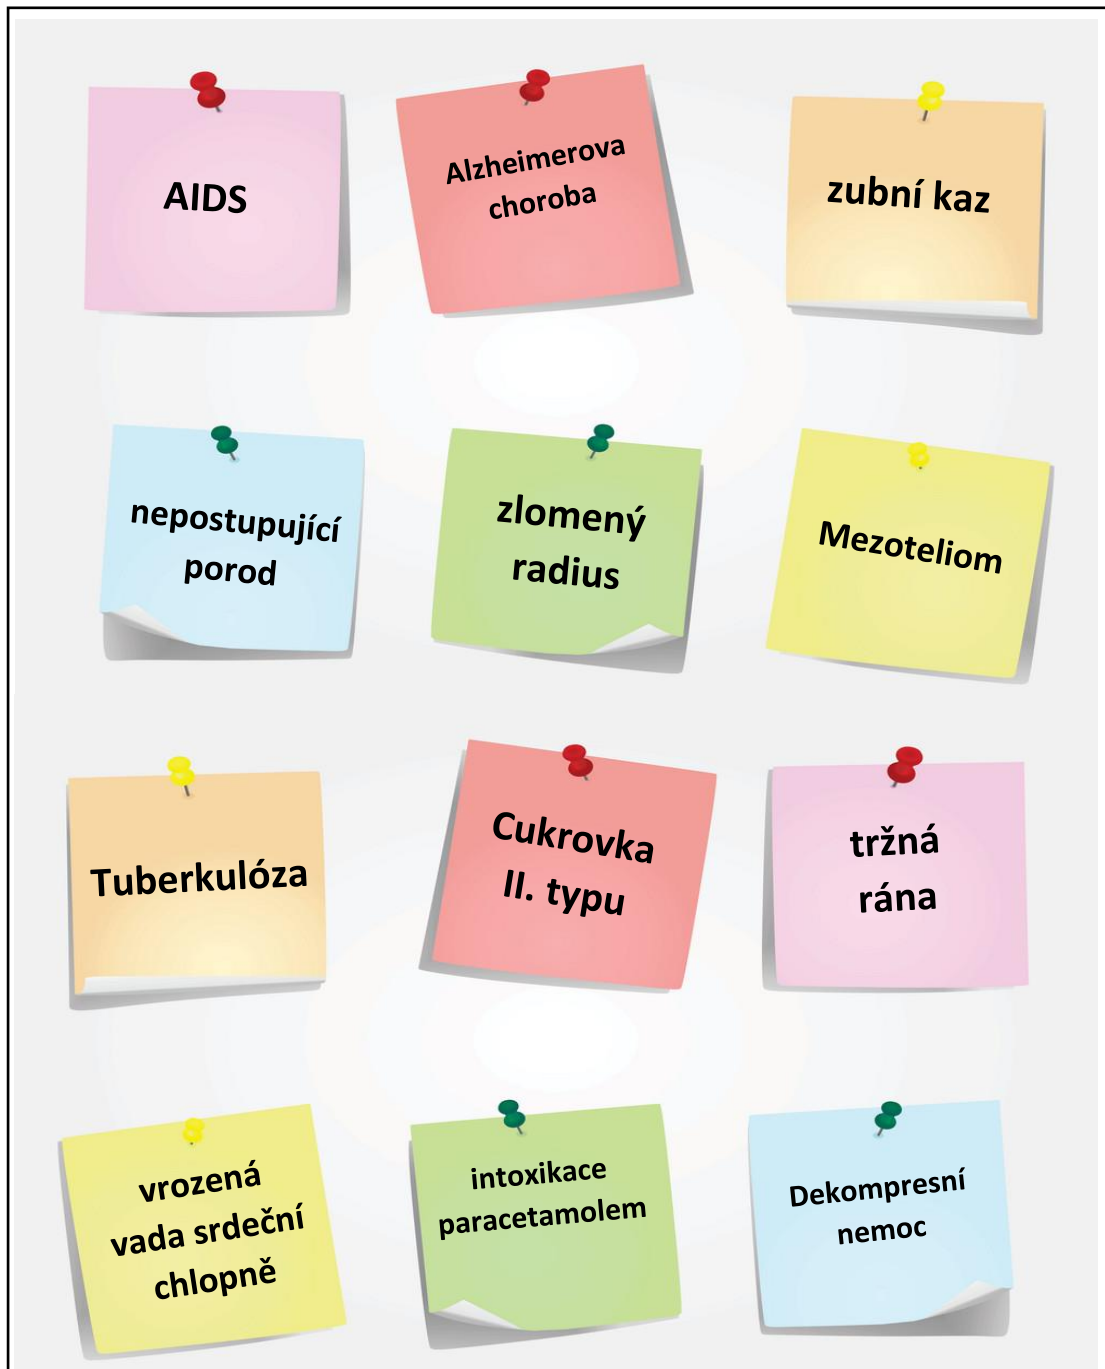 AIDS
Alzheimerova
choroba
zubní kaz
nepostupující
porod
zlomený
radius
Mezoteliom
Tuberkulóza
Cukrovka
II. typu
tržná
rána
vrozená
vada srdeční
chlopně
intoxikace
paracetamolem
Dekompresní
nemoc